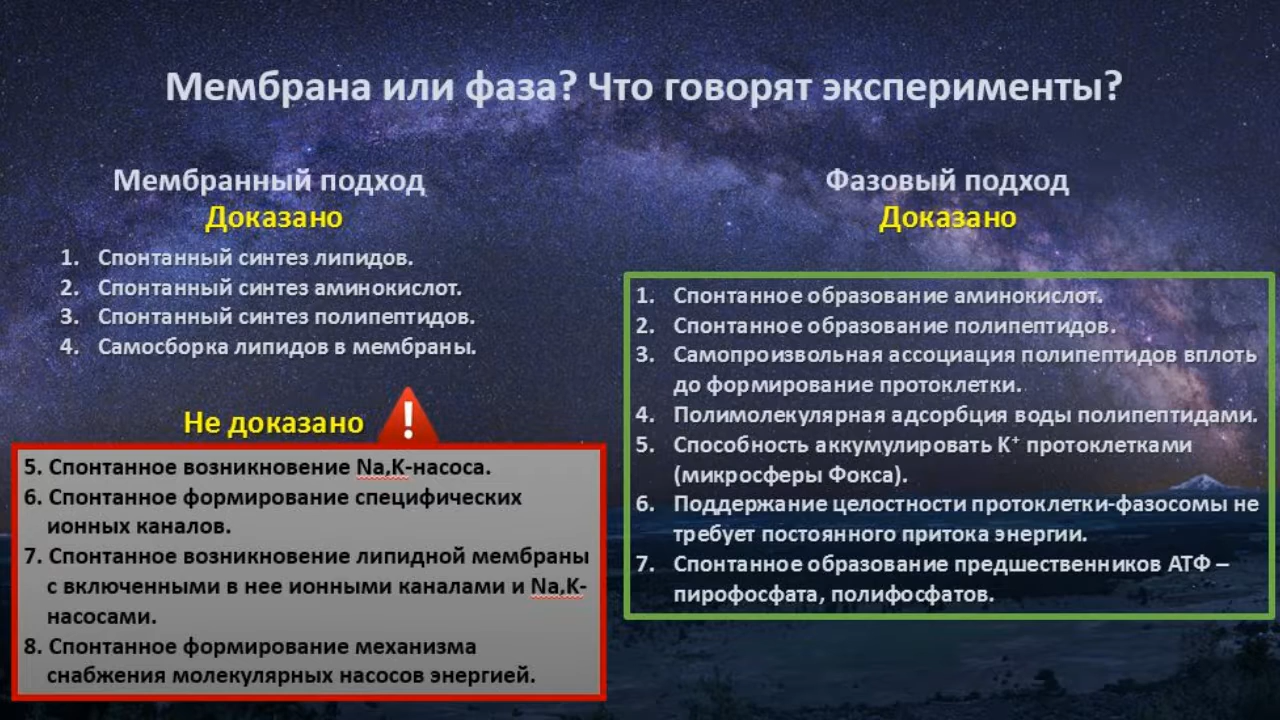 Мембрана или фаза? Что говорят эксперименты?
Мембранный подход
Доказано
1. Спонтанный синтез липидов.
2. Спонтанный синтез аминокислот.
3. Спонтанный синтез полипептидов.
4. Самосборка липидов в мембраны.
Не доказано
5. Спонтанное возникновение Na,K-насоса.
6. Спонтанное формирование специфических
ионных каналов.
7. Спонтанное возникновение липидной мембраны
с включенными в нее ионными каналами и Na,K-
насосами.
8. Спонтанное формирование механизма
снабжения молекулярных насосов энергией.
Фазовый подход
Доказано
1. Спонтанное образование аминокислот.
2. Спонтанное образование полипептидов.
3. Самопроизвольная ассоциация полипептидов вплоть
до формирование протоклетки.
4. Полимолекулярная адсорбция воды полипептидами.
5. Способность аккумулировать K⁺ протоклетками
(микросферы Фокса).
6. Поддержание целостности протоклетки-фазосомы не
требует постоянного притока энергии.
7. Спонтанное образование предшественников АТФ –
пирофосфата, полифосфатов.